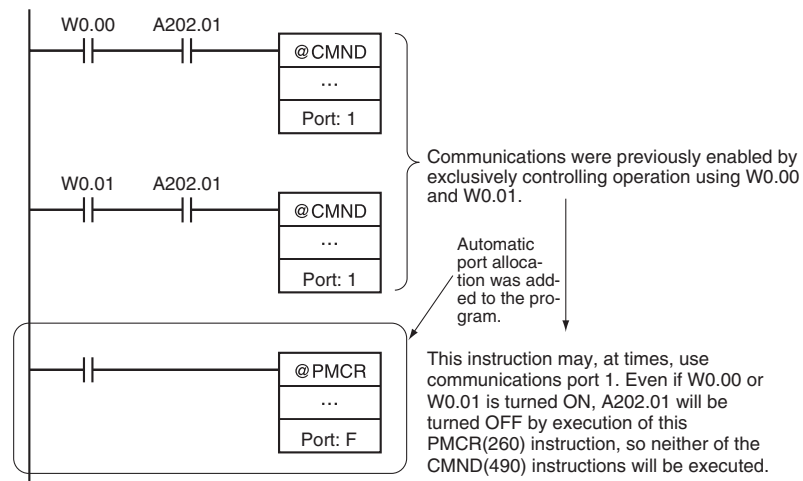 W0.00 A202.01
@CMND
...
Port: 1
W0.01 A202.01
@CMND
...
Port: 1
Communications were previously enabled by
exclusively controlling operation using W0.00
and W0.01.
Automatic
port alloca-
tion was add-
ed to the pro-
gram.
@PMCR
...
Port: F
This instruction may, at times, use
communications port 1. Even if W0.00 or
W0.01 is turned ON, A202.01 will be
turned OFF by execution of this
PMCR(260) instruction, so neither of the
CMND(490) instructions will be executed.